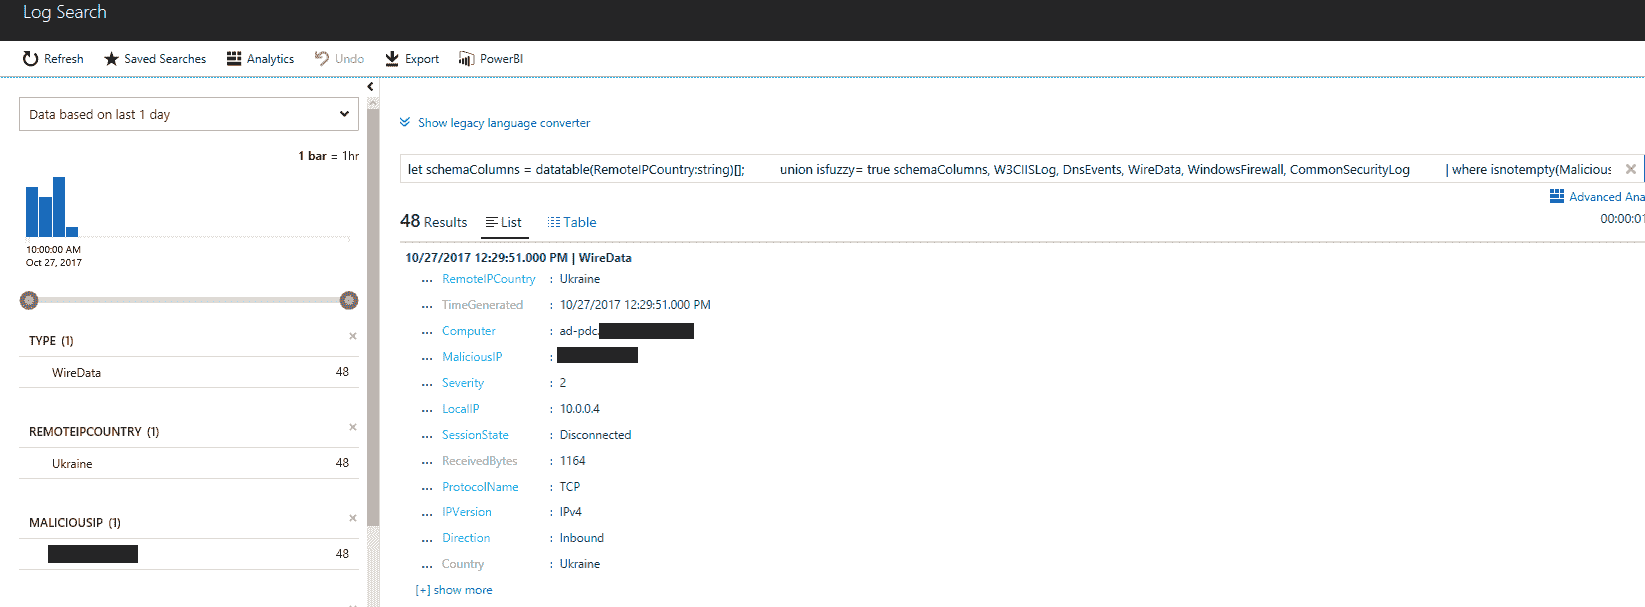 Log Search
Refresh Saved Searches Analytics Undo Export PowerBI
Data based on last 1 day
1 bar = 1hr
10:00:00 AM
Oct 27, 2017
TYPE (1)
WireData 48
REMOTEIPCOUNTRY (1)
Ukraine 48
MALICIOUSIP (1)
48
Show legacy language converter
let schemaColumns = datatable(RemoteIPCountry:string)[]; union isfuzzy= true schemaColumns, W3CIISLog, DnsEvents, WireData, WindowsFirewall, CommonSecurityLog | where isnotempty(Malicious
Advanced Ana
48 Results List Table
00:00:01
10/27/2017 12:29:51.000 PM | WireData
... RemoteIPCountry : Ukraine
... TimeGenerated : 10/27/2017 12:29:51.000 PM
... Computer : ad-pdc.
... MaliciousIP :
... Severity : 2
... LocalIP : 10.0.0.4
... SessionState : Disconnected
... ReceivedBytes : 1164
... ProtocolName : TCP
... IPVersion : IPv4
... Direction : Inbound
... Country : Ukraine
[+] show more